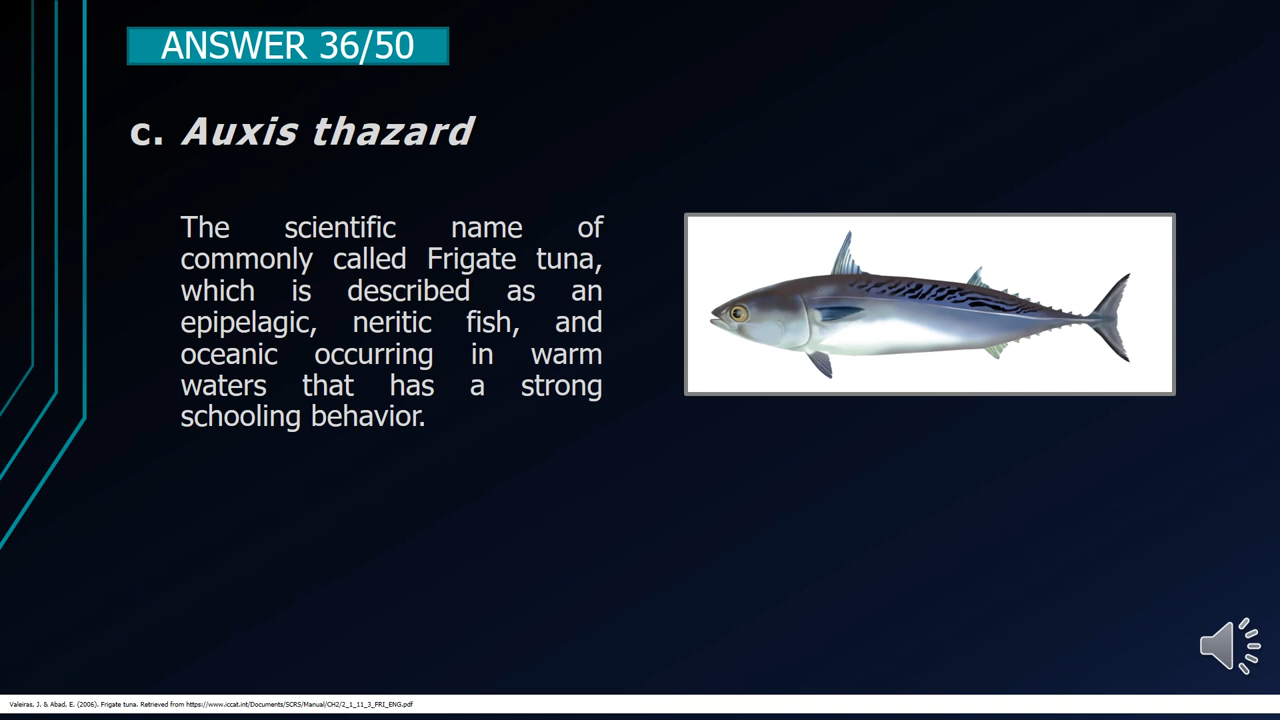 ANSWER 36/50
c. Auxis thazard
The scientific name of
commonly called Frigate tuna,
which is described as an
epipelagic, neritic fish, and
oceanic occurring in warm
waters that has a strong
schooling behavior.
Valeiras, J. & Abad, E. (2006). Frigate tuna. Retrieved from https://www.iccat.int/Documents/SCRS/Manual/CH2/2_1_11_3_FRI_ENG.pdf